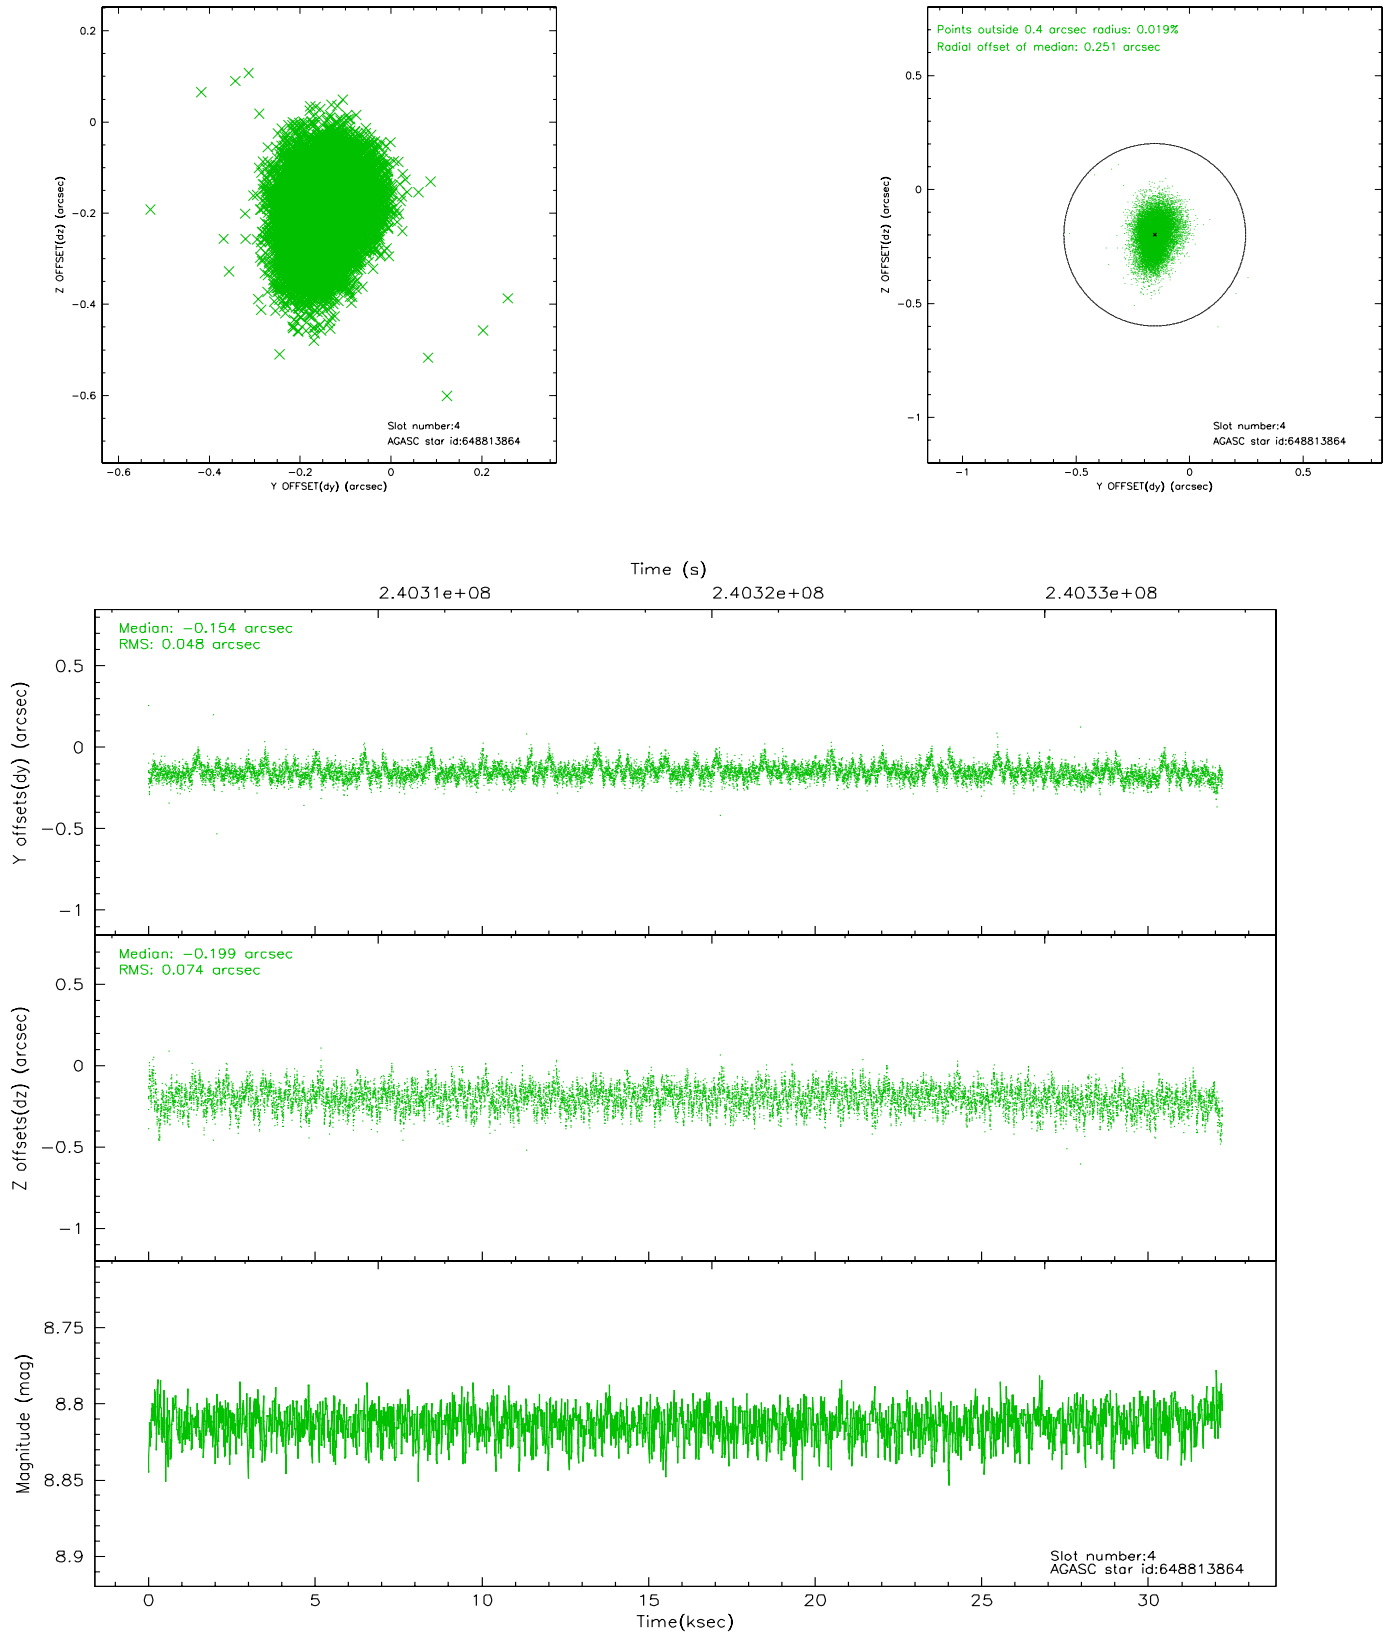 0.2
0
-0.2
-0.4
-0.6
Z OFFSET(dz) (arcsec)
Slot number:4
AGASC star id:648813864
-0.6 -0.4 -0.2 0 0.2
Y OFFSET(dy) (arcsec)
Points outside 0.4 arcsec radius: 0.019%
Radial offset of median: 0.251 arcsec
0.5
0
-0.5
-1
Z OFFSET(dz) (arcsec)
Slot number:4
AGASC star id:648813864
-1 -0.5 0 0.5
Y OFFSET(dy) (arcsec)
Time (s)
2.4031e+08 2.4032e+08 2.4033e+08
Median: -0.154 arcsec
RMS: 0.048 arcsec
0.5
0
-0.5
-1
Y offsets(dy) (arcsec)
Median: -0.199 arcsec
RMS: 0.074 arcsec
0.5
0
-0.5
-1
Z offsets(dz) (arcsec)
8.75
8.8
8.85
8.9
Magnitude (mag)
Slot number:4
AGASC star id:648813864
0 5 10 15 20 25 30
Time(ksec)